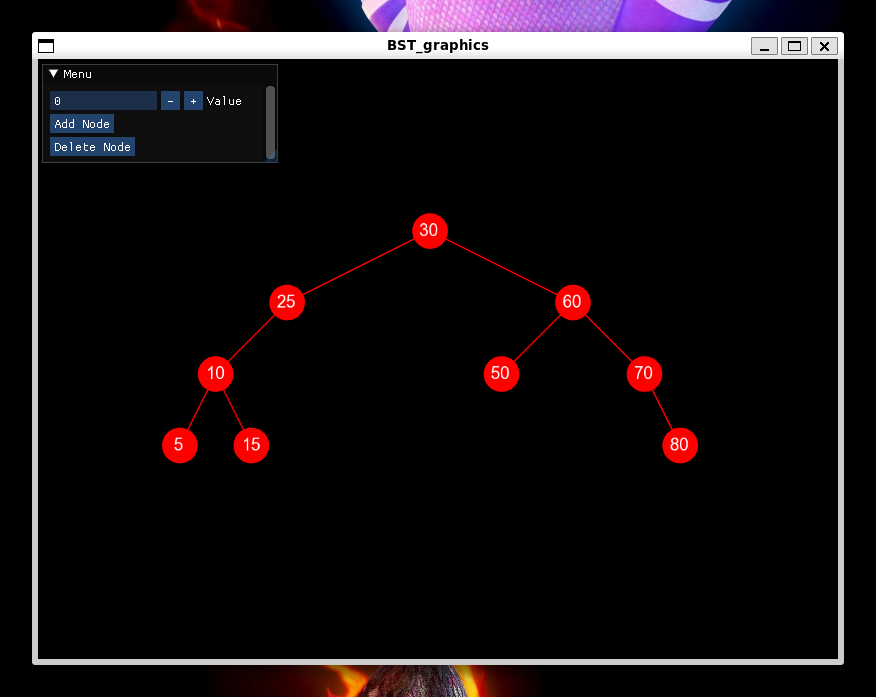 BST_graphics
Menu
0 - + Value
Add Node
Delete Node
30
25 60
10 50 70
5 15 80